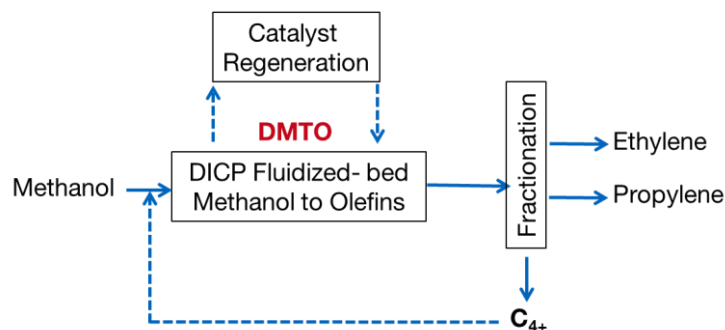 Catalyst
Regeneration
DMTO
DICP Fluidized- bed
Methanol to Olefins
Methanol
Fractionation
Ethylene
Propylene
C4+